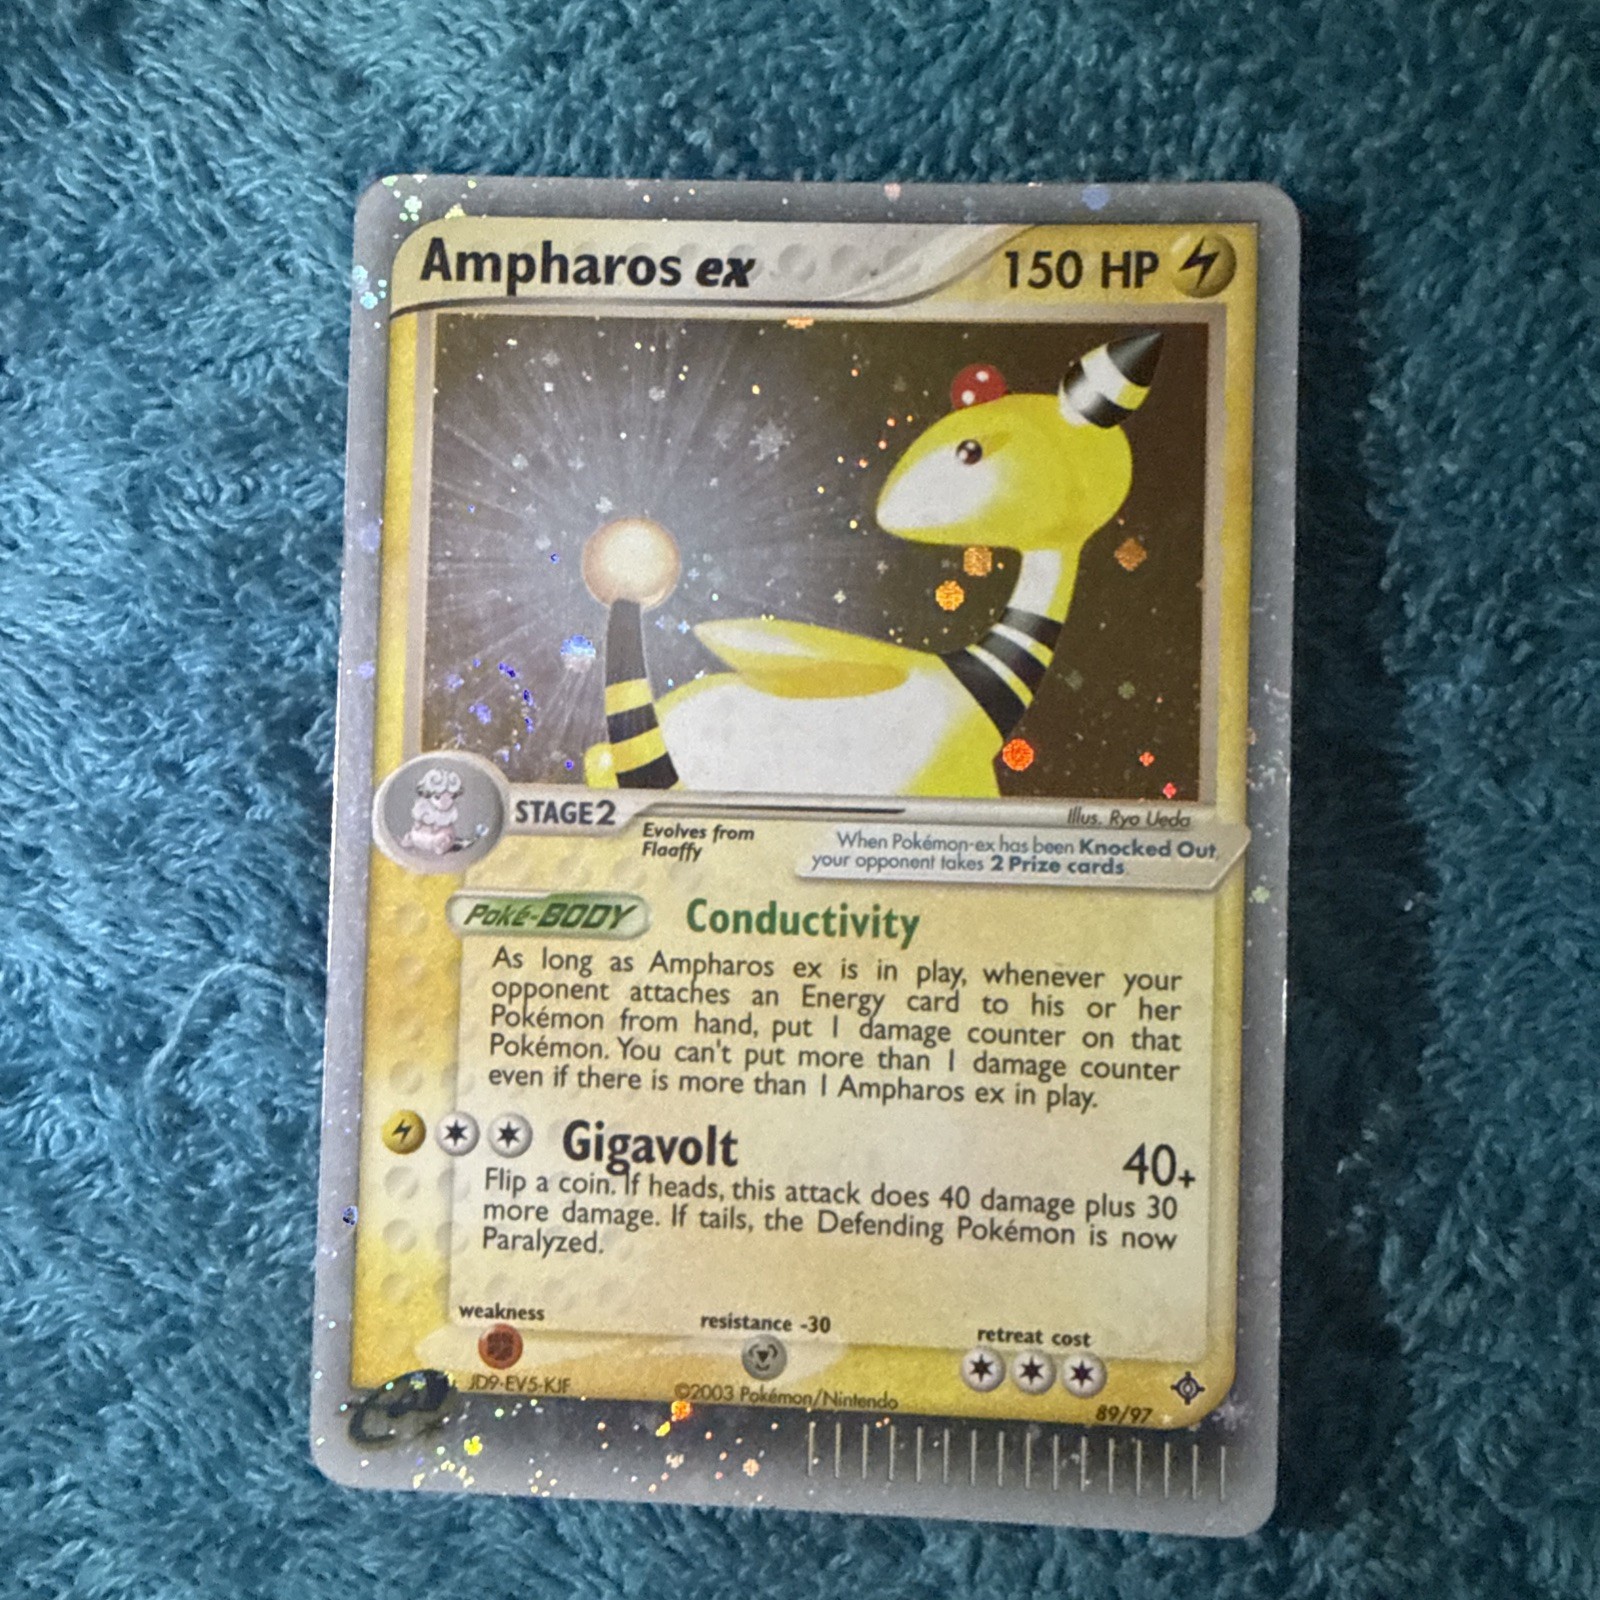 Ampharos ex 150 HP
STAGE2
Evolves from
Flaaffy
Illus. Ryo Ueda
When Pokémon-ex has been Knocked Out,
your opponent takes 2 Prize cards.
Poké-BODY Conductivity
As long as Ampharos ex is in play, whenever your
opponent attaches an Energy card to his or her
Pokémon from hand, put 1 damage counter on that
Pokémon. You can't put more than 1 damage counter
even if there is more than 1 Ampharos ex in play.
Gigavolt 40+
Flip a coin. If heads, this attack does 40 damage plus 30
more damage. If tails, the Defending Pokémon is now
Paralyzed.
weakness resistance -30 retreat cost
JD9-EV5-KJF ©2003 Pokémon/Nintendo 89/97